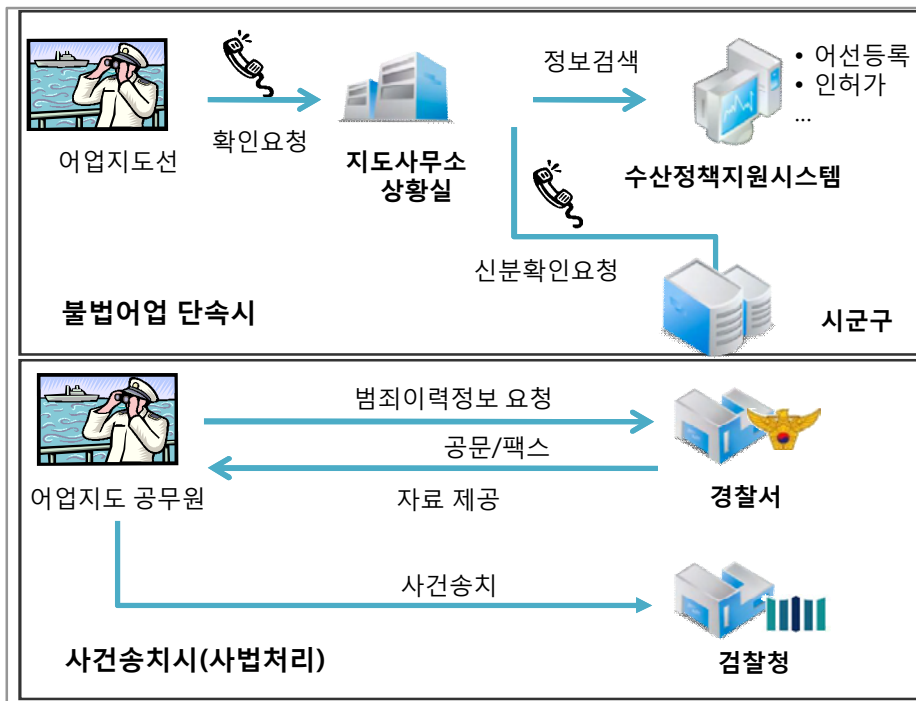 어업지도선
확인요청
지도사무소
상황실
정보검색
• 어선등록
• 인허가
...
수산정책지원시스템
신분확인요청
시군구
불법어업 단속시
어업지도 공무원
범죄이력정보 요청
공문/팩스
자료 제공
경찰서
사건송치
검찰청
사건송치시(사법처리)